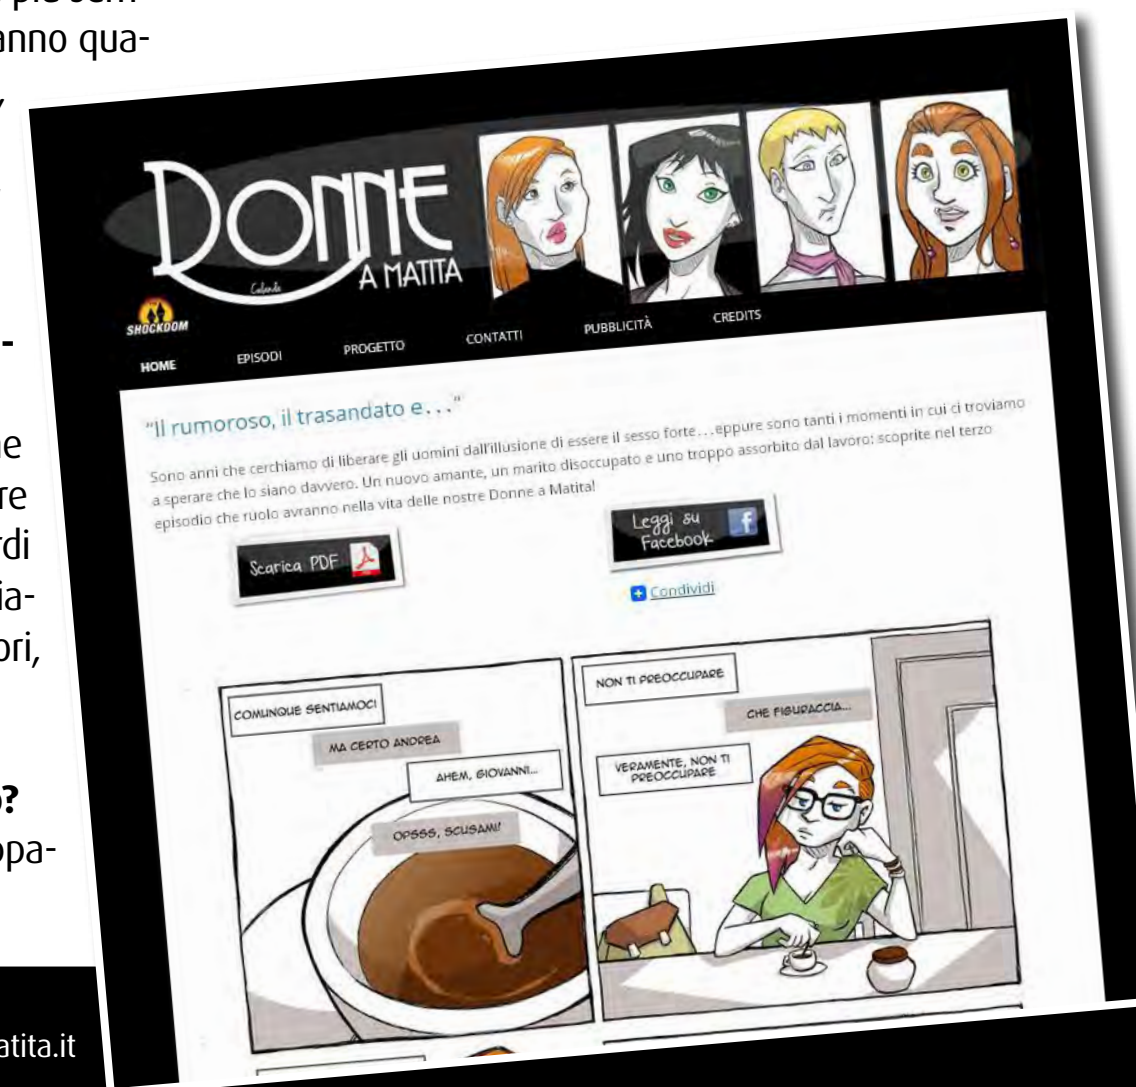 più sem-
anno qua-
-
ne
re
rdi
ia-
ori,
o?
opa-
atita.it
DONNE
A MATITA
SHOCKDOM
HOME EPISODI PROGETTO CONTATTI PUBBLICITÀ CREDITS
"Il rumoroso, il trasandato e..."
Sono anni che cerchiamo di liberare gli uomini dall'illusione di essere il sesso forte...eppure sono tanti i momenti in cui ci troviamo
a sperare che lo siano davvero. Un nuovo amante, un marito disoccupato e uno troppo assorbito dal lavoro: scoprite nel terzo
episodio che ruolo avranno nella vita delle nostre Donne a Matita!
Scarica PDF
Leggi su
Facebook
Condividi
COMUNQUE SENTIAMOCI
MA CERTO ANDREA
AHEM, GIOVANNI...
OPSSS, SCUSAMI!
NON TI PREOCCUPARE
CHE FIGURACCIA...
VERAMENTE, NON TI
PREOCCUPARE